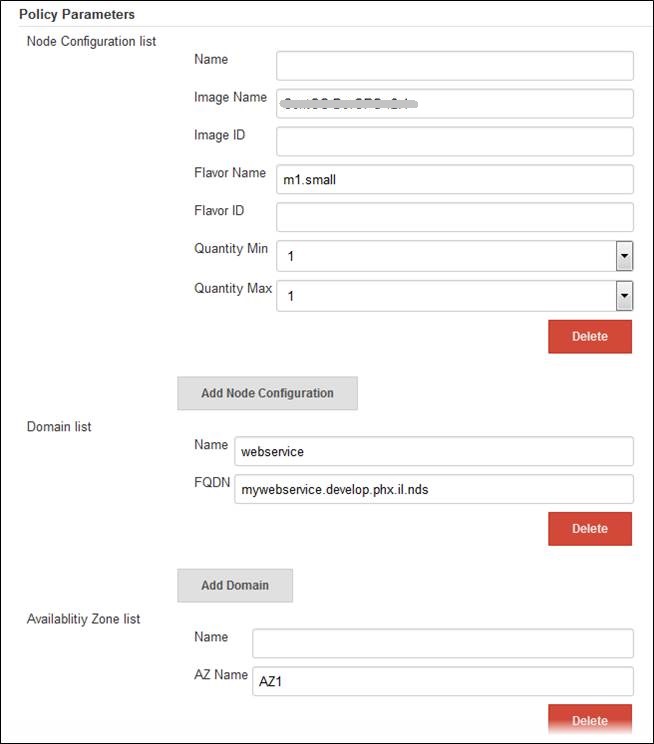 Policy Parameters
Node Configuration list
Name
Image Name
Image ID
Flavor Name m1.small
Flavor ID
Quantity Min 1
Quantity Max 1
Delete
Add Node Configuration
Domain list
Name webservice
FQDN mywebservice.develop.phx.il.nds
Delete
Add Domain
Availablitiy Zone list
Name
AZ Name AZ1
Delete